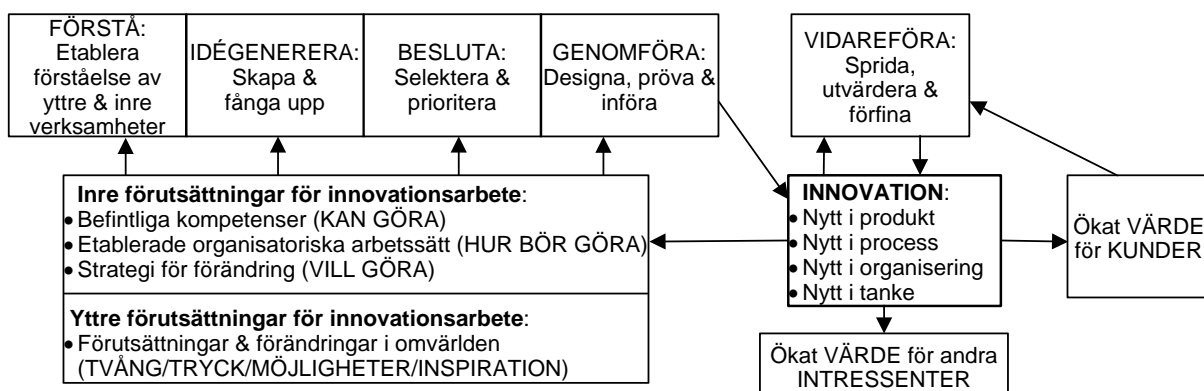 FÖRSTÅ:
Etablera
förståelse av
yttre & inre
verksamheter
IDÉGENERERA:
Skapa &
fånga upp
BESLUTA:
Selektera &
prioritera
GENOMFÖRA:
Designa, pröva &
införa
VIDAREFÖRA:
Sprida,
utvärdera &
förfina
Inre förutsättningar för innovationsarbete:
• Befintliga kompetenser (KAN GÖRA)
• Etablerade organisatoriska arbetssätt (HUR BÖR GÖRA)
• Strategi för förändring (VILL GÖRA)
Yttre förutsättningar för innovationsarbete:
• Förutsättningar & förändringar i omvärlden
(TVÅNG/TRYCK/MÖJLIGHETER/INSPIRATION)
INNOVATION:
• Nytt i produkt
• Nytt i process
• Nytt i organisering
• Nytt i tanke
Ökat VÄRDE
för KUNDER
Ökat VÄRDE för andra
INTRESSENTER